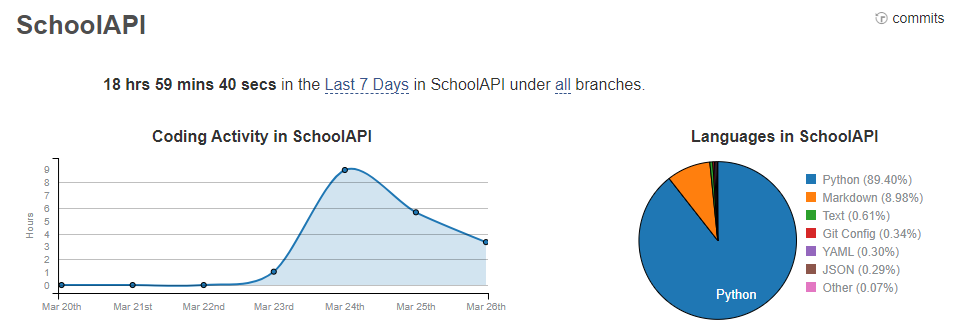 SchoolAPI
commits
18 hrs 59 mins 40 secs in the Last 7 Days in SchoolAPI under all branches.
Coding Activity in SchoolAPI
Hours
9
8
7
6
5
4
3
2
1
0
Mar 20th
Mar 21st
Mar 22nd
Mar 23rd
Mar 24th
Mar 25th
Mar 26th
Languages in SchoolAPI
Python
Python (89.40%)
Markdown (8.98%)
Text (0.61%)
Git Config (0.34%)
YAML (0.30%)
JSON (0.29%)
Other (0.07%)